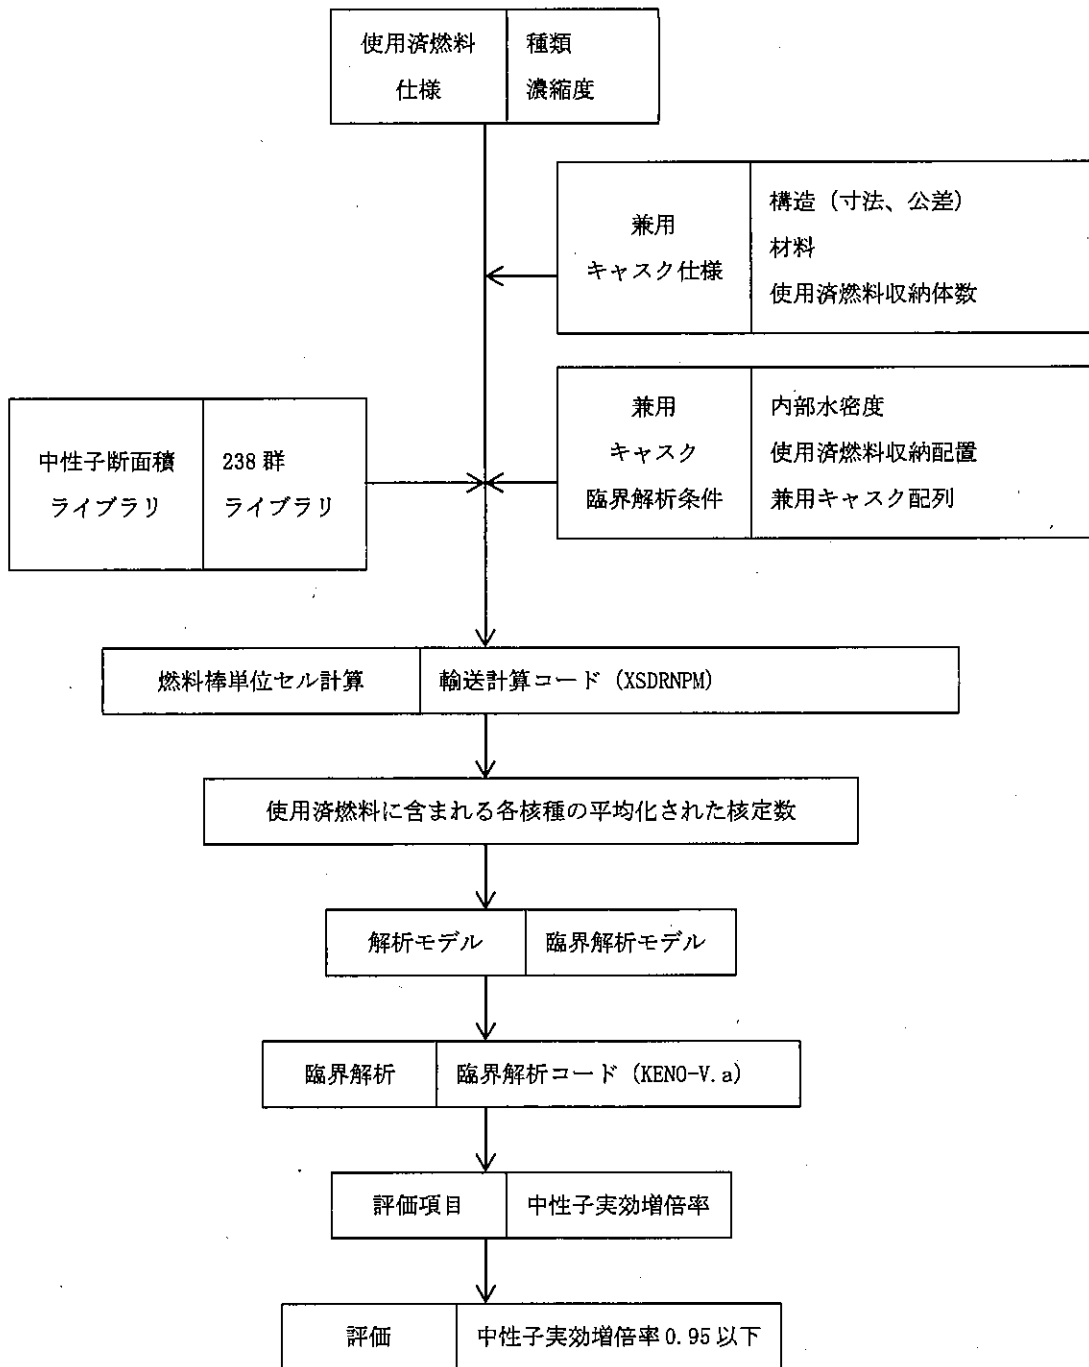 使用済燃料
仕様
種類
濃縮度
兼用
キャスク仕様
構造（寸法、公差）
材料
使用済燃料収納体数
中性子断面積
ライブラリ
238 群
ライブラリ
兼用
キャスク
臨界解析条件
内部水密度
使用済燃料収納配置
兼用キャスク配列
燃料棒単位セル計算
輸送計算コード（XSDRNPM）
使用済燃料に含まれる各核種の平均化された核定数
解析モデル
臨界解析モデル
臨界解析
臨界解析コード（KENO-V.a）
評価項目
中性子実効増倍率
評価
中性子実効増倍率 0.95 以下